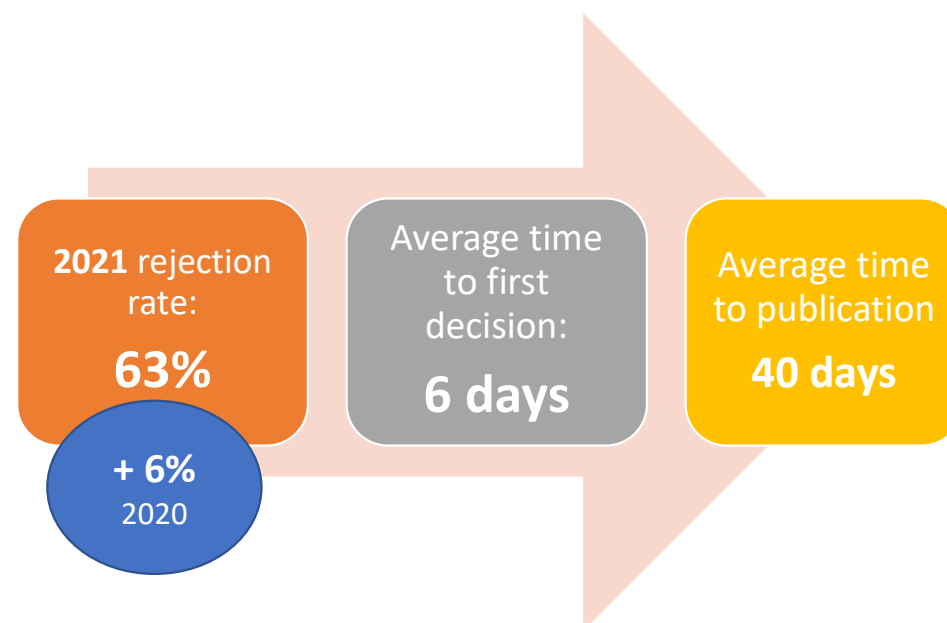 2021 rejection
rate:
63%
+ 6%
2020
Average time
to first
decision:
6 days
Average time
to publication
40 days